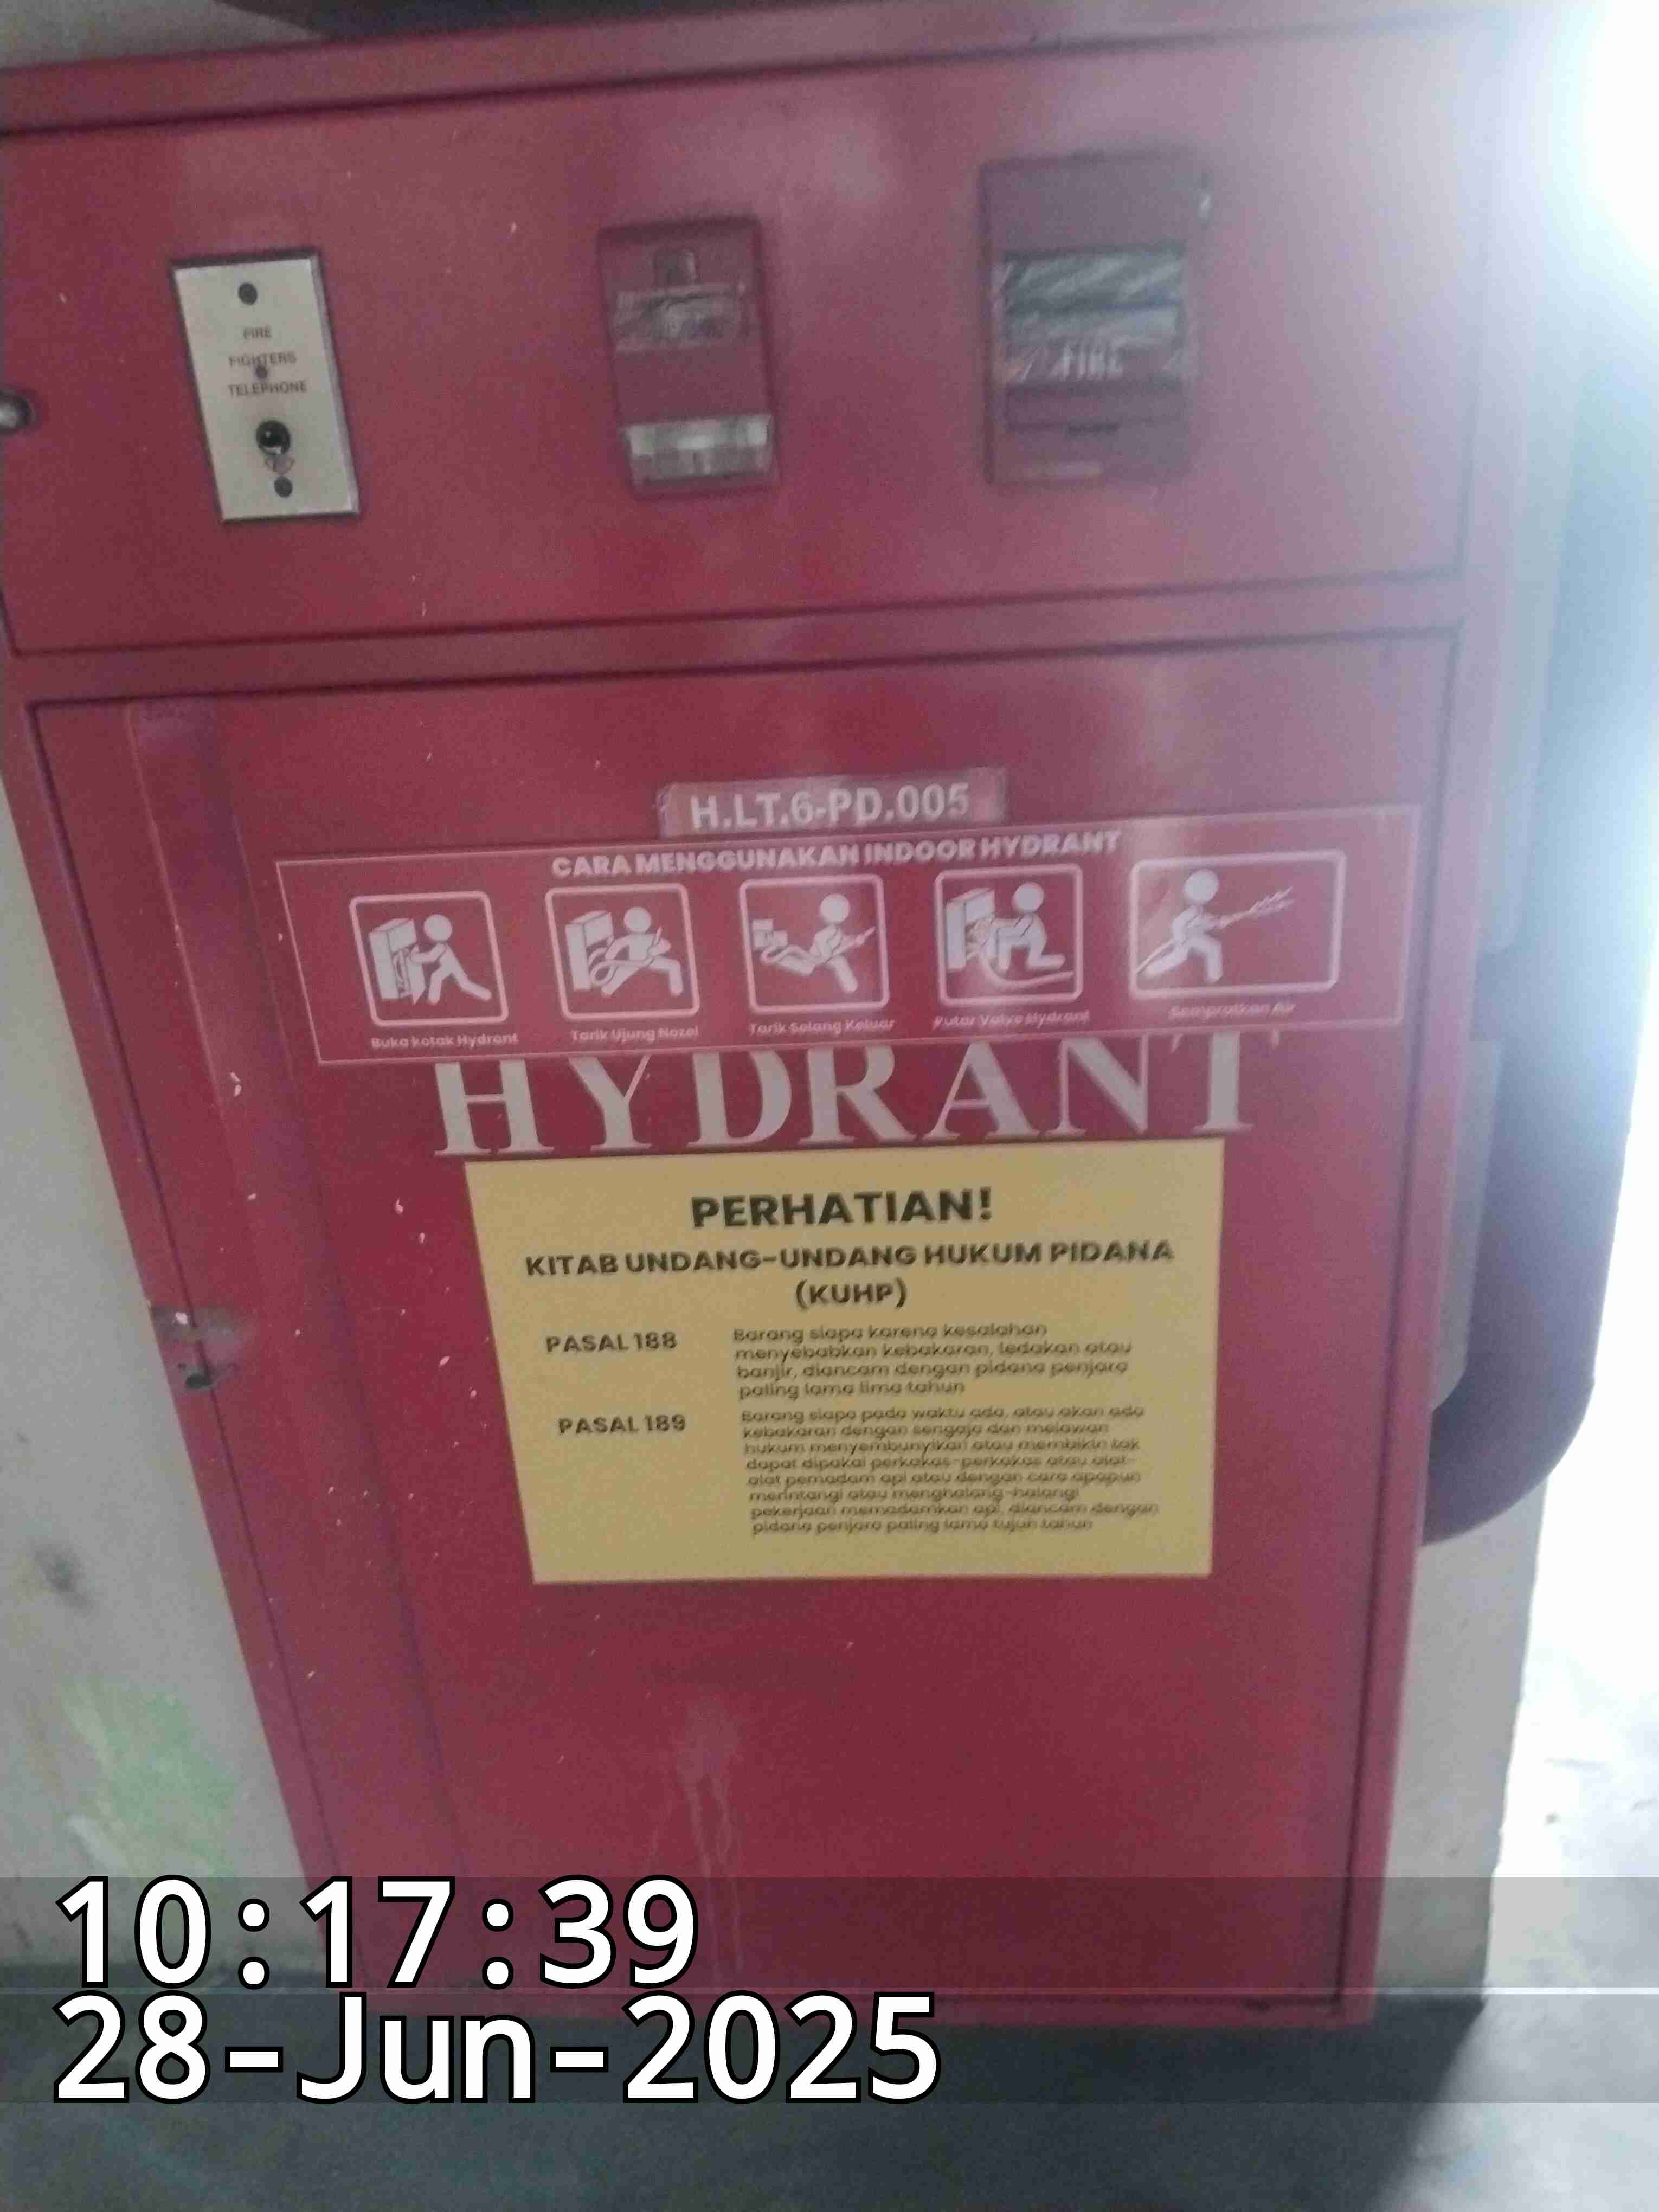 FIRE
FIGHTERS
TELEPHONE
FIRE
H.LT.6-PD.005
CARA MENGGUNAKAN INDOOR HYDRANT
Buka kotak Hydrant
Tarik Ujung Nozel
Tarik Selang Keluar
Putar Valve Hydrant
Semprotkan Air
HYDRANT
PERHATIAN!
KITAB UNDANG-UNDANG HUKUM PIDANA
(KUHP)
PASAL 188
Barang siapa karena kesalahan
menyebabkan kebakaran, ledakan atau
banjir, diancam dengan pidana penjara
paling lama lima tahun
PASAL 189
Barang siapa pada waktu ada, atau akan ada
kebakaran dengan sengaja dan melawan
hukum menyembunyikan atau membikin tak
dapat dipakai perkakas-perkakas atau alat-
alat pemadam api atau dengan cara apapun
merintangi atau menghalang-halangi
pekerjaan memadamkan api, diancam dengan
pidana penjara paling lama tujuh tahun
10:17:39
28-Jun-2025